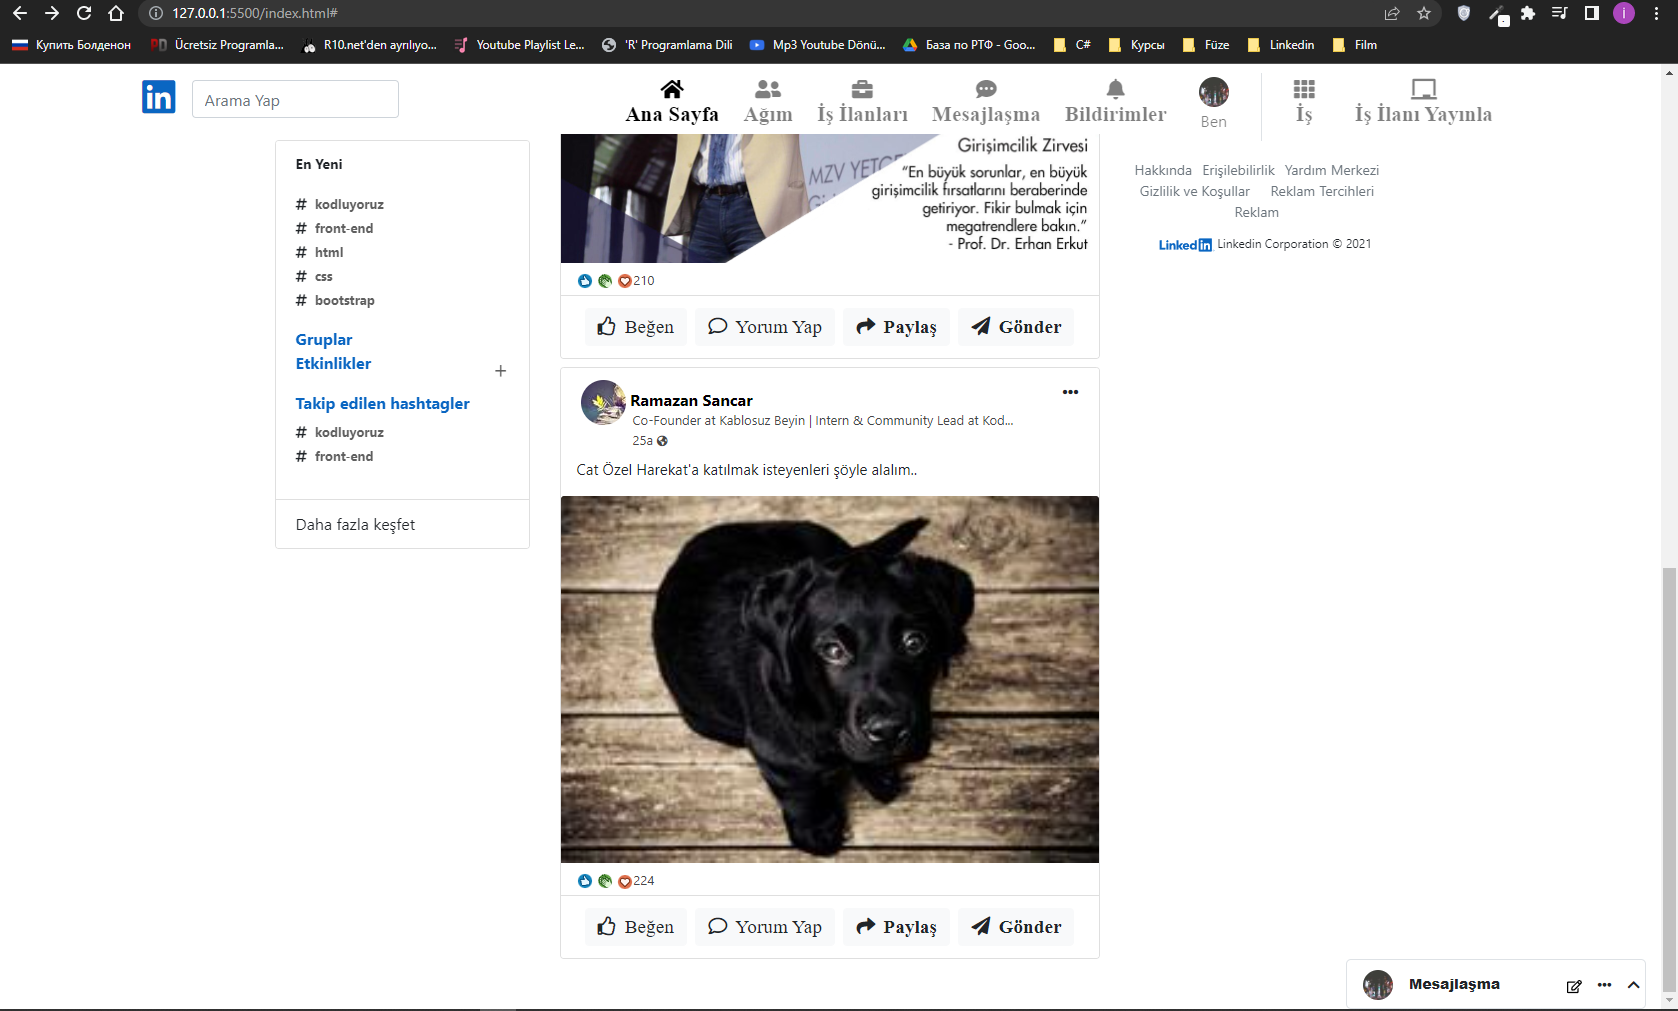 127.0.0.1:5500/index.html#
Купить Болденон
Ücretsiz Programla...
R10.net'den ayrılıyo...
Youtube Playlist Le...
'R' Programlama Dili
Mp3 Youtube Dönü...
База по РТФ - Goo...
C#
Курсы
Füze
Linkedin
Film
in
Arama Yap
Ana Sayfa
Ağım
İş İlanları
Mesajlaşma
Bildirimler
Ben
İş
İş İlanı Yayınla
En Yeni
# kodluyoruz
# front-end
# html
# css
# bootstrap
Gruplar
Etkinlikler
+
Takip edilen hashtagler
# kodluyoruz
# front-end
Daha fazla keşfet
Girişimcilik Zirvesi
“En büyük sorunlar, en büyük
girişimcilik fırsatlarını beraberinde
getiriyor. Fikir bulmak için
megatrendlere bakın.”
- Prof. Dr. Erhan Erkut
210
Beğen
Yorum Yap
Paylaş
Gönder
Ramazan Sancar
Co-Founder at Kablosuz Beyin | Intern & Community Lead at Kod...
25a
Cat Özel Harekat'a katılmak isteyenleri şöyle alalım..
224
Beğen
Yorum Yap
Paylaş
Gönder
Hakkında Erişilebilirlik Yardım Merkezi
Gizlilik ve Koşullar Reklam Tercihleri
Reklam
Linkedin Linkedin Corporation © 2021
Mesajlaşma